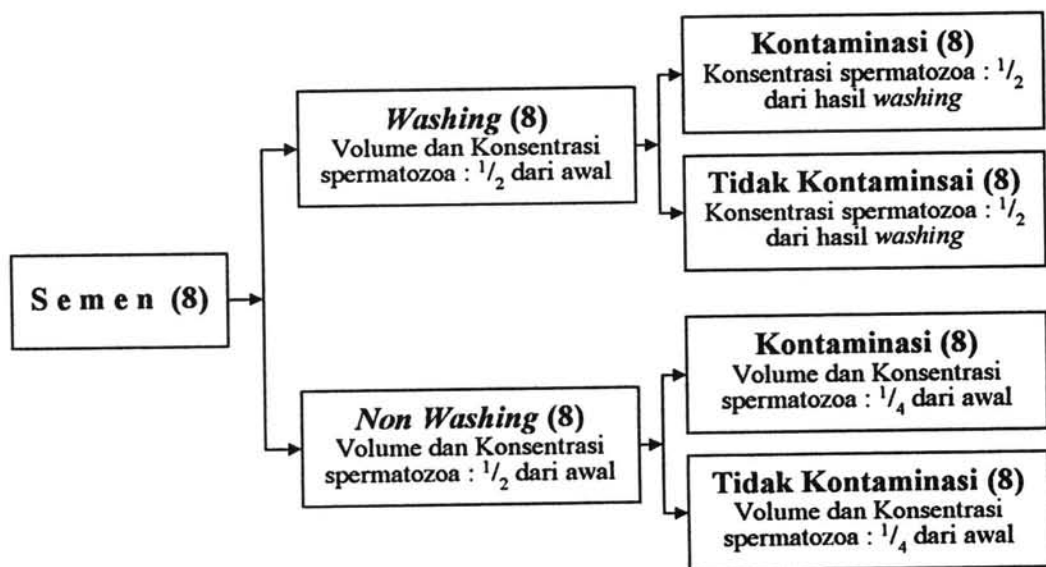 Kontaminasi (8)
Konsentrasi spermatozoa : 1/2
dari hasil washing
Washing (8)
Volume dan Konsentrasi
spermatozoa : 1/2 dari awal
Tidak Kontaminsai (8)
Konsentrasi spermatozoa : 1/2
dari hasil washing
S e m e n (8)
Kontaminasi (8)
Volume dan Konsentrasi
spermatozoa : 1/4 dari awal
Non Washing (8)
Volume dan Konsentrasi
spermatozoa : 1/2 dari awal
Tidak Kontaminasi (8)
Volume dan Konsentrasi
spermatozoa : 1/4 dari awal